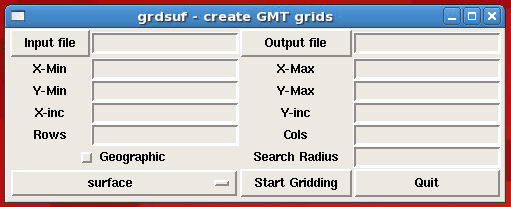 grdsuf - create GMT grids
Input file Output file
X-Min X-Max
Y-Min Y-Max
X-inc Y-inc
Rows Cols
Geographic Search Radius
surface Start Gridding Quit